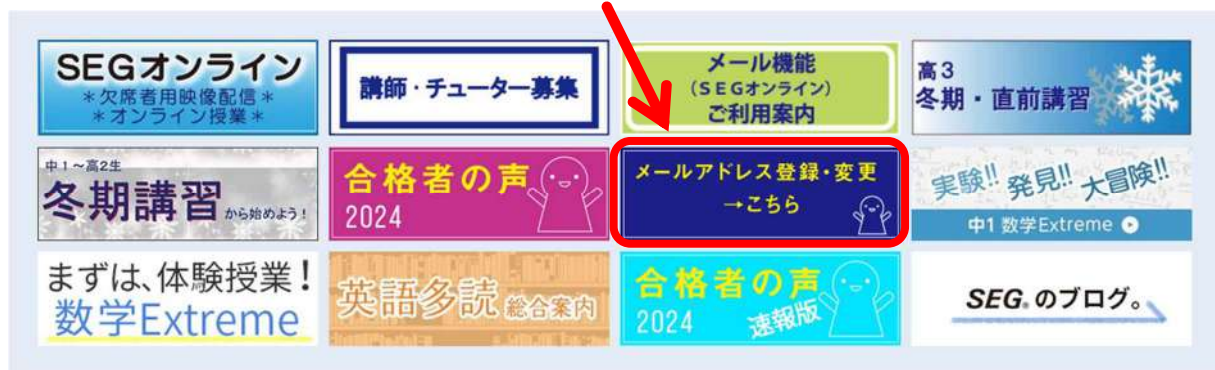 SEGオンライン
＊欠席者用映像配信＊
＊オンライン授業＊
講師・チューター募集
メール機能
（SEGオンライン）
ご利用案内
高3
冬期・直前講習
中1～高2生
冬期講習 から始めよう!
合格者の声
2024
メールアドレス登録・変更
→こちら
実験!! 発見!! 大冒険!!
中1 数学Extreme
まずは、体験授業!
数学Extreme
英語多読 総合案内
合格者の声
2024 速報版
SEG®のブログ。